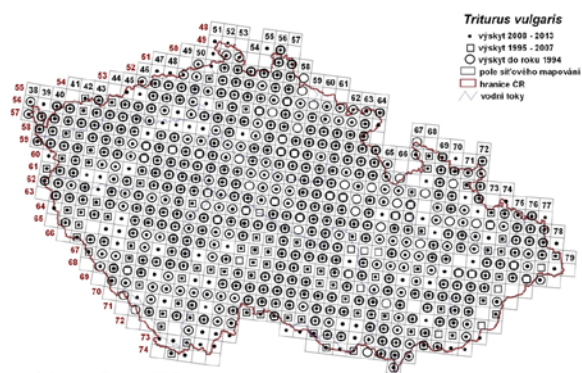 Triturus vulgaris
výskyt 2008 - 2013
výskyt 1995 - 2007
výskyt do roku 1994
pole síťového mapování
hranice ČR
vodní toky
48 51 52 53 54 55 56 57
49
50
51 47 48
52 46
53 44 45
54 41 42 43
55 38 39 40
56
57
58
59
60
61
62
63
64
65
66
67
68
69
70
71
72
73
74
58 59 60 61 62 63 64
65 66 67 68 69 70 71 72
73 74 75 76 77
78
79